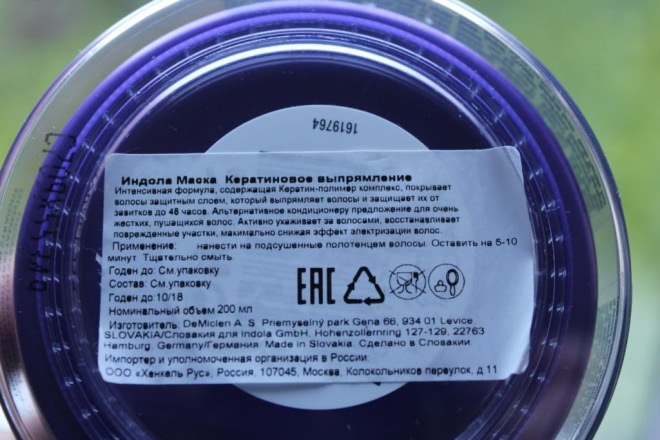 1619764
Индола Маска Кератиновое выпрямление
Интенсивная формула, содержащая Кератин-полимер комплекс, покрывает
волосы защитным слоем, который выпрямляет волосы и защищает их от
завитков до 48 часов. Альтернативное кондиционеру предложение для очень
жестких, пушащихся волос. Активно ухаживает за волосами, восстанавливает
поврежденные участки, максимально снижая эффект электризации волос.
Применение: нанести на подсушенные полотенцем волосы. Оставить на 5-10
минут. Тщательно смыть.
Годен до: См.упаковку
Состав: См.упаковку
Годен до:10/18
Номинальный объем 200 мл
EAC
Изготовитель: DeMiclen A. S. Priemyselný park Gena 66, 934 01 Levice,
SLOVAKIA/Словакия для Indola GmbH, Hohenzollernring 127-129, 22763
Hamburg, Germany/Германия. Made in Slovakia. Сделано в Словакии.
Импортер и уполномоченная организация в России:
ООО «Хенкель Рус», Россия, 107045, Москва, Колокольников переулок, д.11